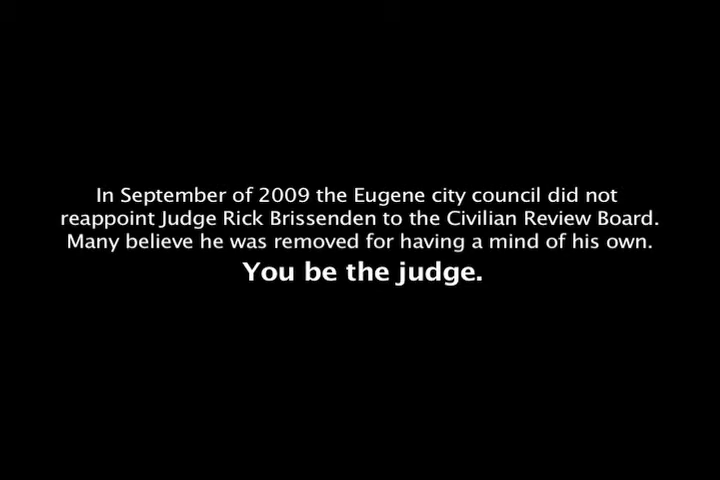 In September of 2009 the Eugene city council did not
reappoint Judge Rick Brissenden to the Civilian Review Board.
Many believe he was removed for having a mind of his own.
You be the judge.